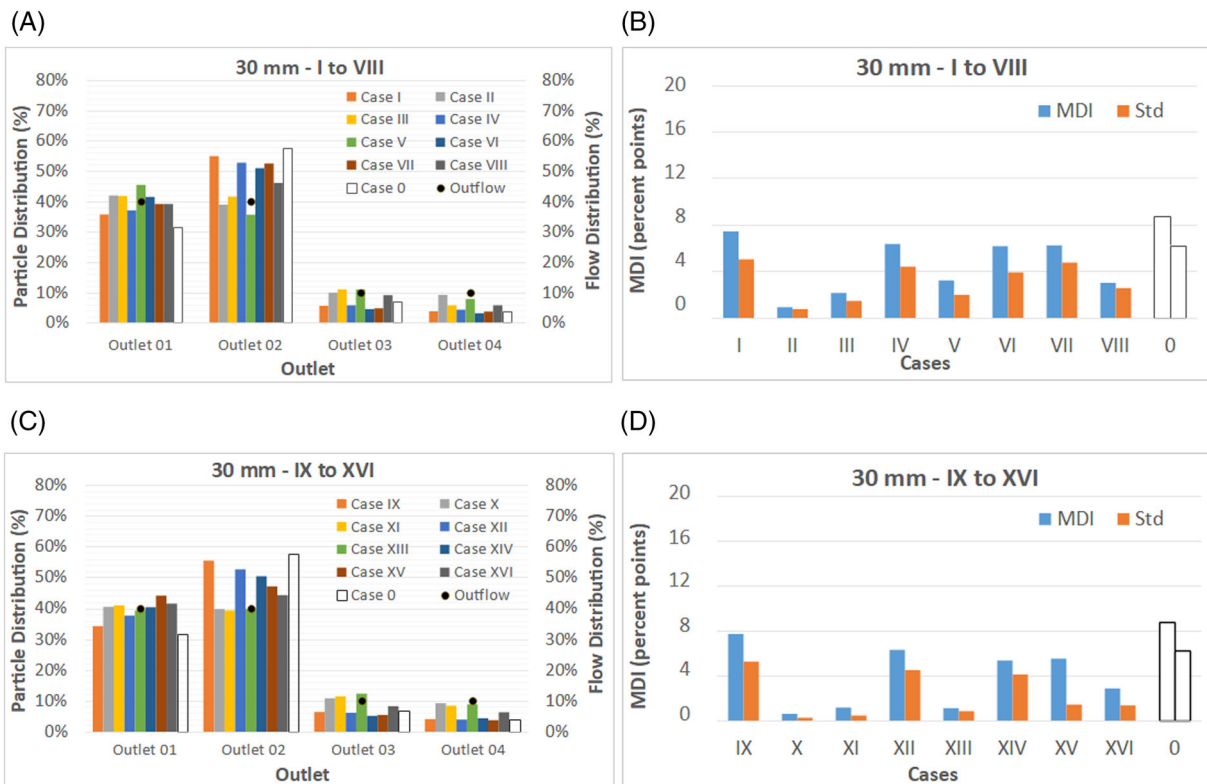 (A)
30 mm - I to VIII
Particle Distribution (%)
80%
70%
60%
50%
40%
30%
20%
10%
0%
Case I Case II
Case III Case IV
Case V Case VI
Case VII Case VIII
Case 0 Outflow
80%
70%
60%
50%
40%
30%
20%
10%
0%
Flow Distribution (%)
Outlet 01 Outlet 02 Outlet 03 Outlet 04
Outlet
(B)
30 mm - I to VIII
MDI (percent points)
20
16
12
8
4
0
MDI Std
I II III IV V VI VII VIII 0
Cases
(C)
30 mm - IX to XVI
Particle Distribution (%)
80%
70%
60%
50%
40%
30%
20%
10%
0%
Case IX Case X
Case XI Case XII
Case XIII Case XIV
Case XV Case XVI
Case 0 Outflow
80%
70%
60%
50%
40%
30%
20%
10%
0%
Flow Distribution (%)
Outlet 01 Outlet 02 Outlet 03 Outlet 04
Outlet
(D)
30 mm - IX to XVI
MDI (percent points)
20
16
12
8
4
0
MDI Std
IX X XI XII XIII XIV XV XVI 0
Cases